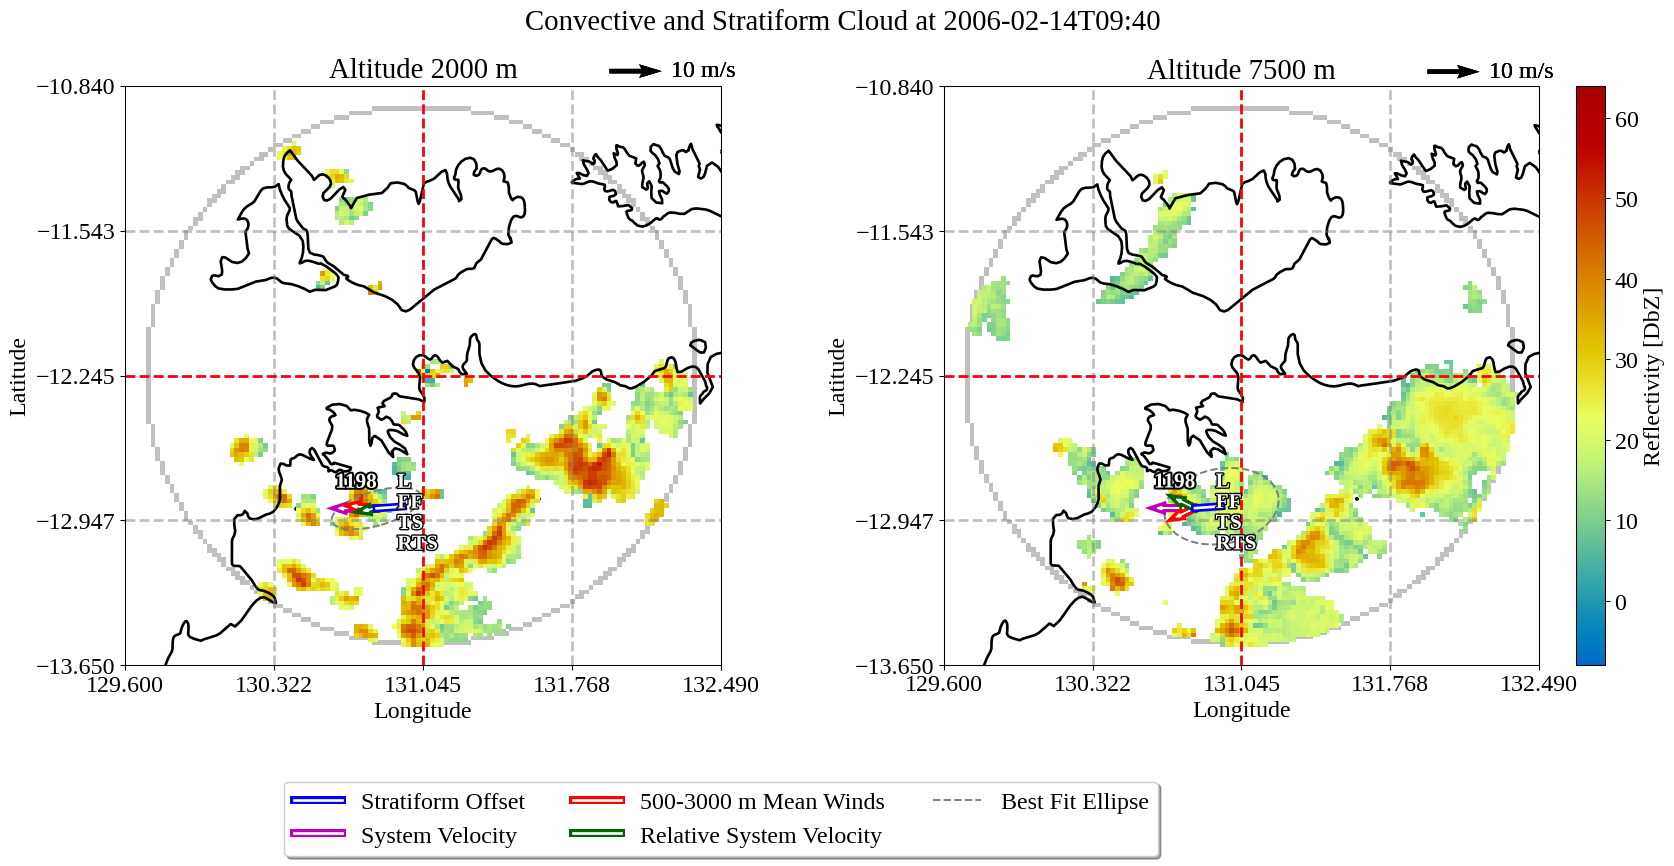 Convective and Stratiform Cloud at 2006-02-14T09:40
Altitude 2000 m
10 m/s
Altitude 7500 m
10 m/s
−10.840
−11.543
−12.245
−12.947
−13.650
Latitude
129.600
130.322
131.045
131.768
132.490
Longitude
1198
L
FF
TS
RTS
−10.840
−11.543
−12.245
−12.947
−13.650
Latitude
129.600
130.322
131.045
131.768
132.490
Longitude
1198
L
FF
TS
RTS
60
50
40
30
20
10
0
Reflectivity [DbZ]
Stratiform Offset
System Velocity
500-3000 m Mean Winds
Relative System Velocity
Best Fit Ellipse